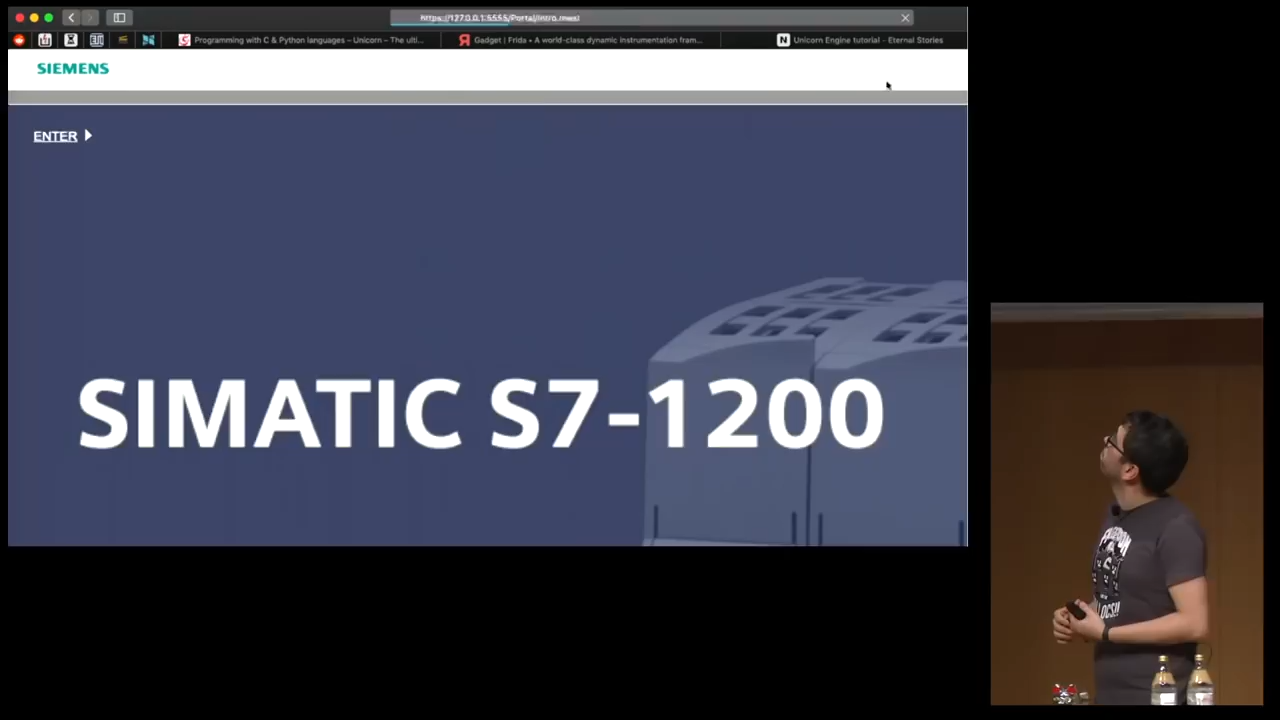 https://127.0.0.1:5555/Portal/Intro.mwsl
Programming with C & Python languages – Unicorn – The ulti...
Gadget | Frida • A world-class dynamic instrumentation fram...
N Unicorn Engine tutorial - Eternal Stories
SIEMENS
ENTER
SIMATIC S7-1200